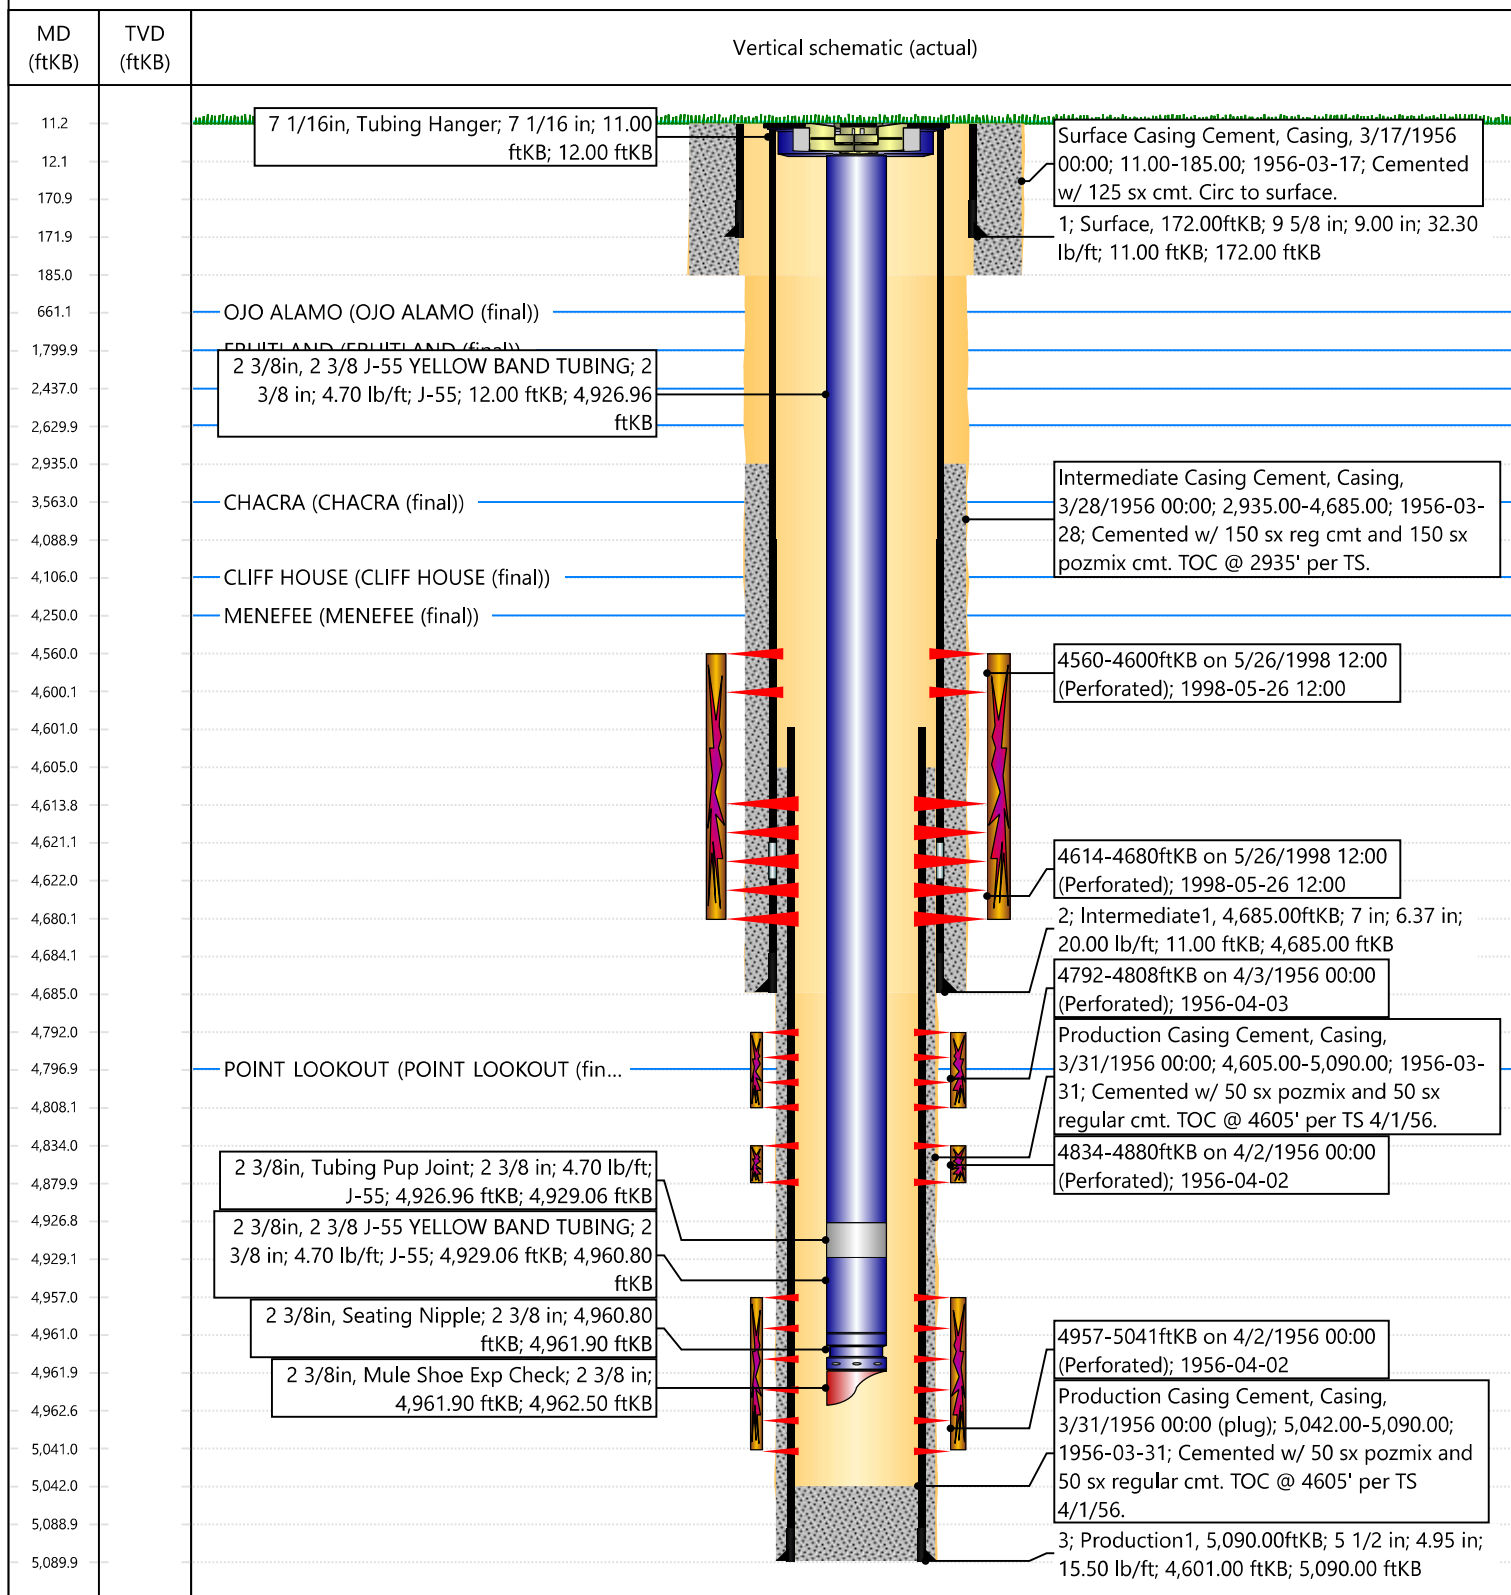 MD
(ftKB)
TVD
(ftKB)
Vertical schematic (actual)
11.2
12.1
170.9
171.9
185.0
661.1
1,799.9
2,437.0
2,629.9
2,935.0
3,563.0
4,088.9
4,106.0
4,250.0
4,560.0
4,600.1
4,601.0
4,605.0
4,613.8
4,621.1
4,622.0
4,680.1
4,684.1
4,685.0
4,792.0
4,796.9
4,808.1
4,834.0
4,879.9
4,926.8
4,929.1
4,957.0
4,961.0
4,961.9
4,962.6
5,041.0
5,042.0
5,088.9
5,089.9
7 1/16in, Tubing Hanger; 7 1/16 in; 11.00
ftKB; 12.00 ftKB
OJO ALAMO (OJO ALAMO (final))
FRUITLAND (FRUITLAND (final))
2 3/8in, 2 3/8 J-55 YELLOW BAND TUBING; 2
3/8 in; 4.70 lb/ft; J-55; 12.00 ftKB; 4,926.96
ftKB
CHACRA (CHACRA (final))
CLIFF HOUSE (CLIFF HOUSE (final))
MENEFEE (MENEFEE (final))
POINT LOOKOUT (POINT LOOKOUT (fin...
2 3/8in, Tubing Pup Joint; 2 3/8 in; 4.70 lb/ft;
J-55; 4,926.96 ftKB; 4,929.06 ftKB
2 3/8in, 2 3/8 J-55 YELLOW BAND TUBING; 2
3/8 in; 4.70 lb/ft; J-55; 4,929.06 ftKB; 4,960.80
ftKB
2 3/8in, Seating Nipple; 2 3/8 in; 4,960.80
ftKB; 4,961.90 ftKB
2 3/8in, Mule Shoe Exp Check; 2 3/8 in;
4,961.90 ftKB; 4,962.50 ftKB
Surface Casing Cement, Casing, 3/17/1956
00:00; 11.00-185.00; 1956-03-17; Cemented
w/ 125 sx cmt. Circ to surface.
1; Surface, 172.00ftKB; 9 5/8 in; 9.00 in; 32.30
lb/ft; 11.00 ftKB; 172.00 ftKB
Intermediate Casing Cement, Casing,
3/28/1956 00:00; 2,935.00-4,685.00; 1956-03-
28; Cemented w/ 150 sx reg cmt and 150 sx
pozmix cmt. TOC @ 2935' per TS.
4560-4600ftKB on 5/26/1998 12:00
(Perforated); 1998-05-26 12:00
4614-4680ftKB on 5/26/1998 12:00
(Perforated); 1998-05-26 12:00
2; Intermediate1, 4,685.00ftKB; 7 in; 6.37 in;
20.00 lb/ft; 11.00 ftKB; 4,685.00 ftKB
4792-4808ftKB on 4/3/1956 00:00
(Perforated); 1956-04-03
Production Casing Cement, Casing,
3/31/1956 00:00; 4,605.00-5,090.00; 1956-03-
31; Cemented w/ 50 sx pozmix and 50 sx
regular cmt. TOC @ 4605' per TS 4/1/56.
4834-4880ftKB on 4/2/1956 00:00
(Perforated); 1956-04-02
4957-5041ftKB on 4/2/1956 00:00
(Perforated); 1956-04-02
Production Casing Cement, Casing,
3/31/1956 00:00 (plug); 5,042.00-5,090.00;
1956-03-31; Cemented w/ 50 sx pozmix and
50 sx regular cmt. TOC @ 4605' per TS
4/1/56.
3; Production1, 5,090.00ftKB; 5 1/2 in; 4.95 in;
15.50 lb/ft; 4,601.00 ftKB; 5,090.00 ftKB